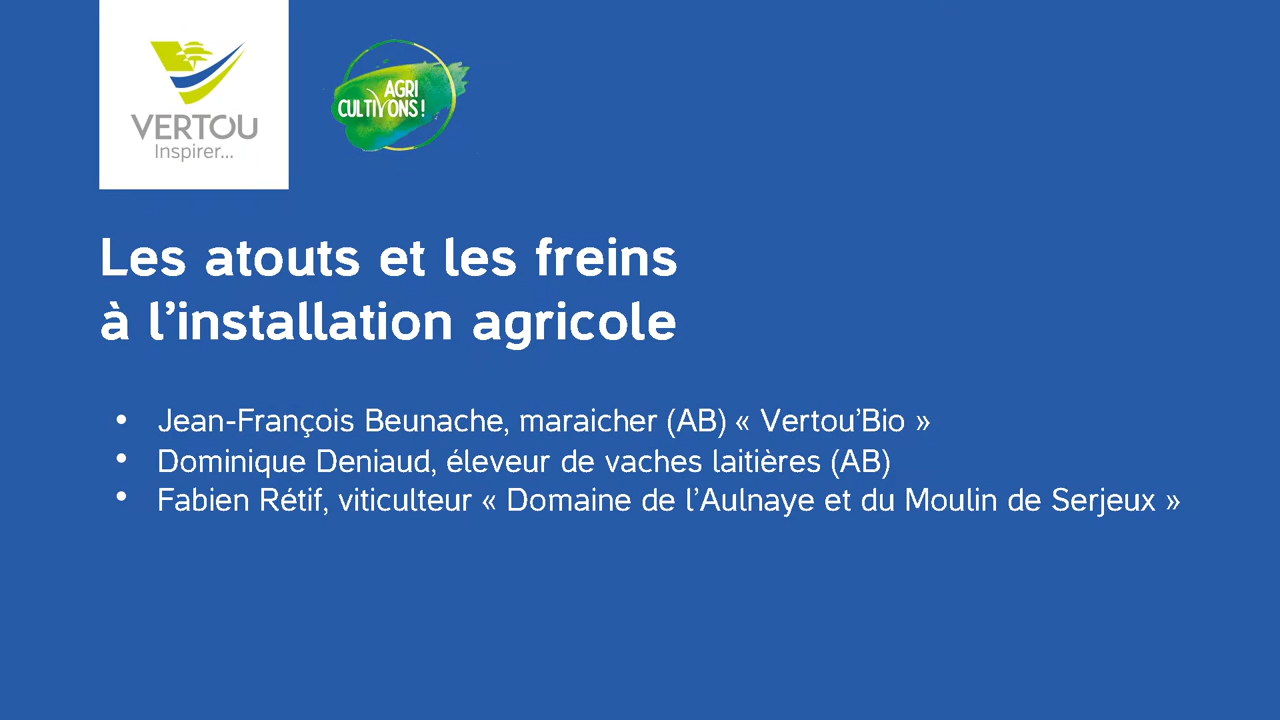 VERTOU
Inspirer...
AGRI
CULTIVONS !
Les atouts et les freins
à l’installation agricole
• Jean-François Beunache, maraicher (AB) « Vertou’Bio »
• Dominique Deniaud, éleveur de vaches laitières (AB)
• Fabien Rétif, viticulteur « Domaine de l’Aulnaye et du Moulin de Serjeux »